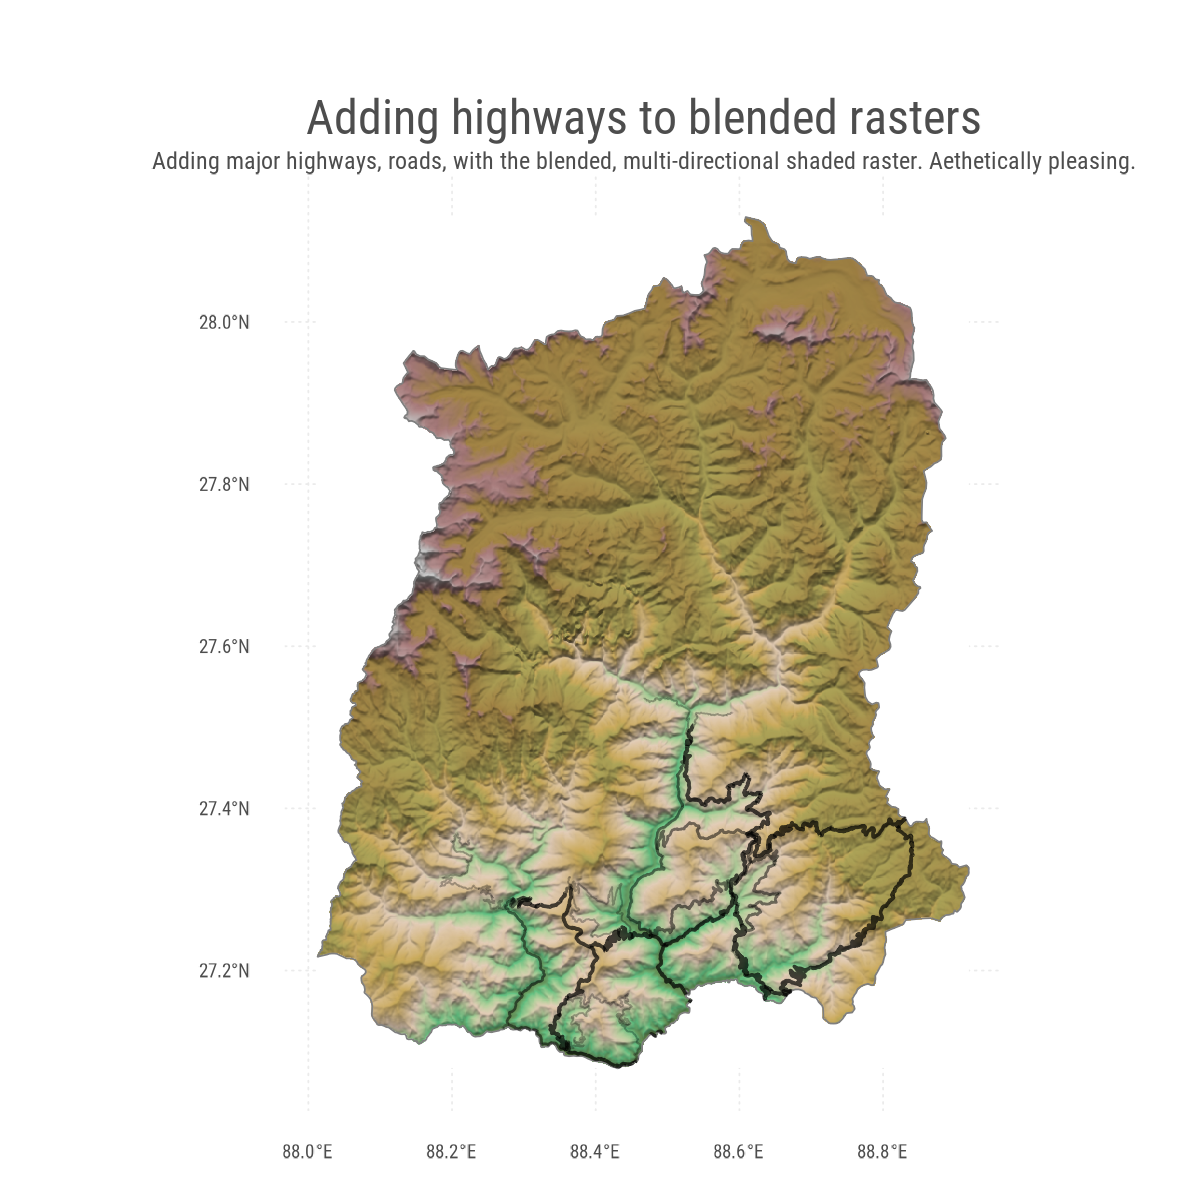 Adding highways to blended rasters
Adding major highways, roads, with the blended, multi-directional shaded raster. Aethetically pleasing.
28.0°N
27.8°N
27.6°N
27.4°N
27.2°N
88.0°E 88.2°E 88.4°E 88.6°E 88.8°E